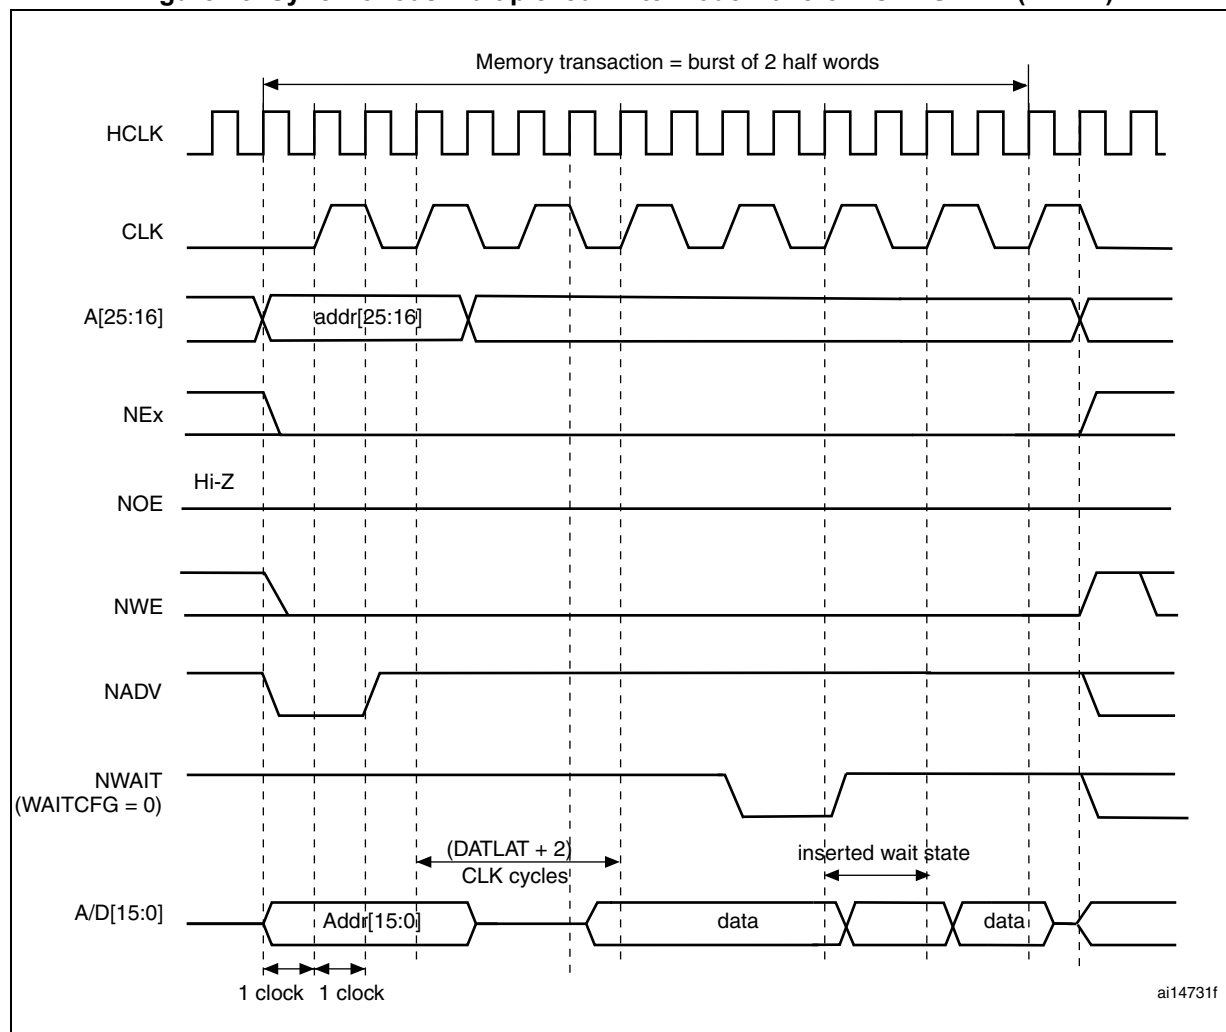 Memory transaction = burst of 2 half words
HCLK
CLK
A[25:16]
addr[25:16]
NEx
Hi-Z
NOE
NWE
NADV
NWAIT
(WAITCFG = 0)
(DATLAT + 2)
CLK cycles
inserted wait state
A/D[15:0]
Addr[15:0]
data
data
1 clock 1 clock
ai14731f